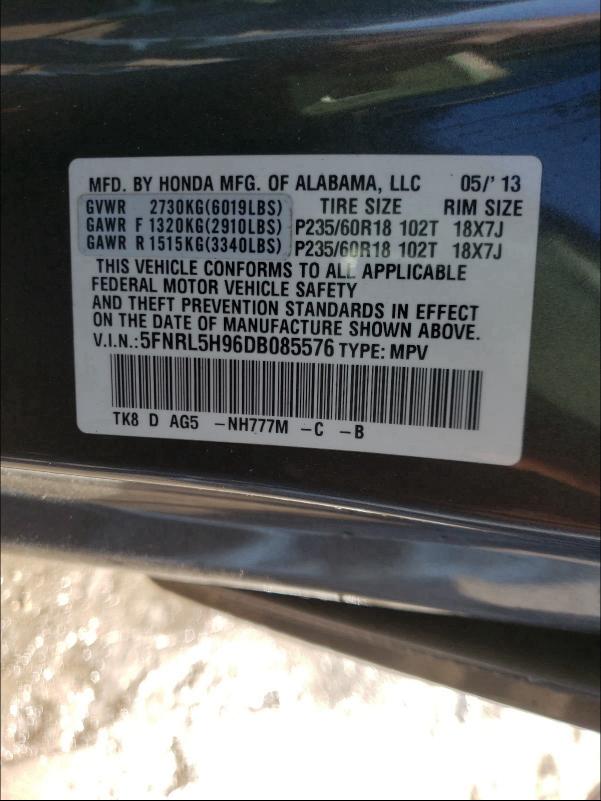 MFD. BY HONDA MFG. OF ALABAMA, LLC 05/'13
GVWR 2730KG(6019LBS) TIRE SIZE RIM SIZE
GAWR F 1320KG(2910LBS) P235/60R18 102T 18X7J
GAWR R 1515KG(3340LBS) P235/60R18 102T 18X7J
THIS VEHICLE CONFORMS TO ALL APPLICABLE
FEDERAL MOTOR VEHICLE SAFETY
AND THEFT PREVENTION STANDARDS IN EFFECT
ON THE DATE OF MANUFACTURE SHOWN ABOVE.
V.I.N.:5FNRL5H96DB085576 TYPE: MPV
TK8 D AG5 -NH777M -C -B